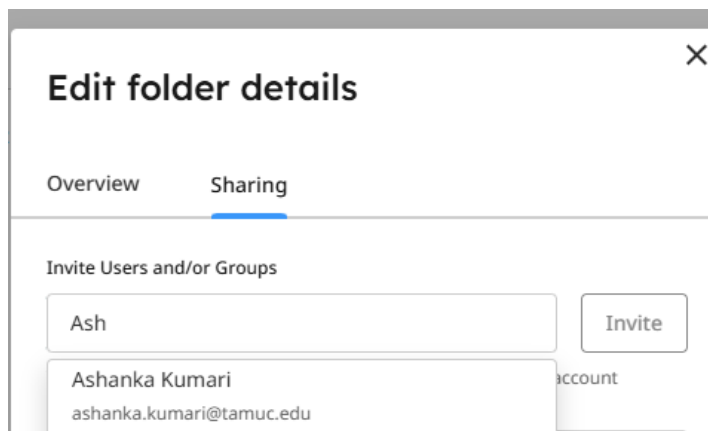 Edit folder details
Overview Sharing
Invite Users and/or Groups
Ash Invite
Ashanka Kumari
account
ashanka.kumari@tamuc.edu